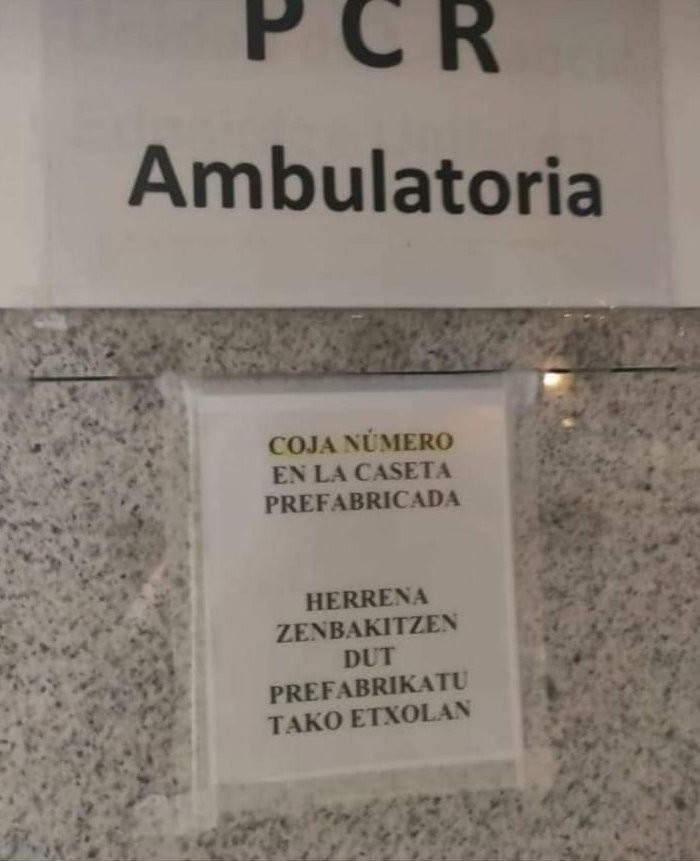 PCR
Ambulatoria
COJA NÚMERO
EN LA CASETA
PREFABRICADA
HERRENA
ZENBAKITZEN
DUT
PREFABRIKATU
TAKO ETXOLAN